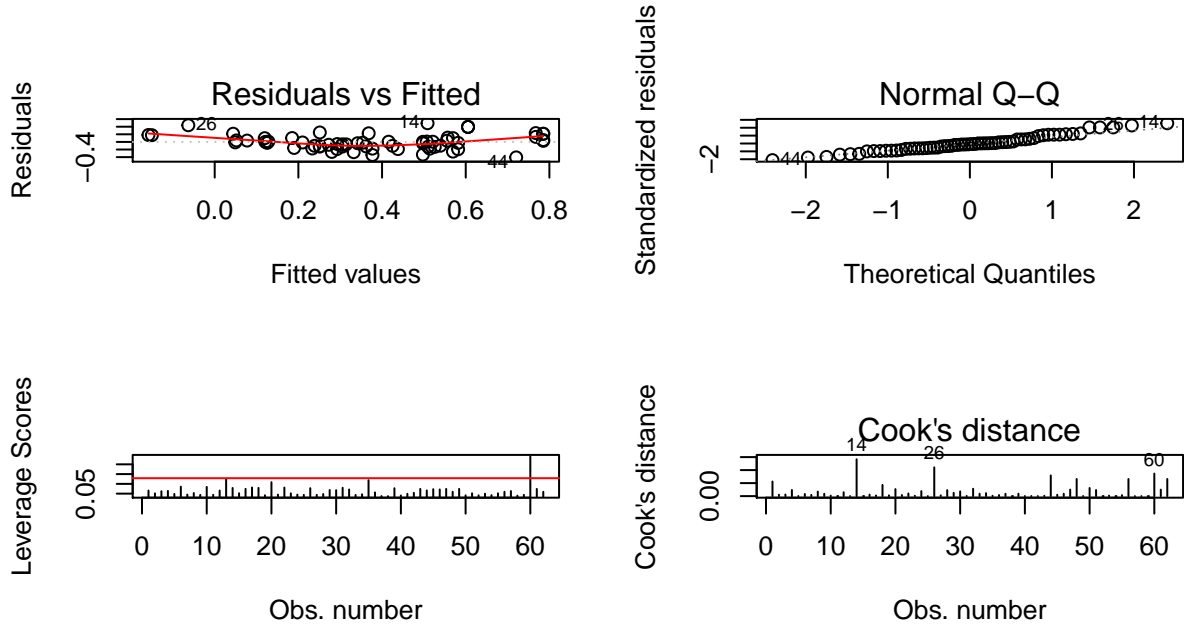 Residuals vs Fitted
Residuals
−0.4
26
14
44
0.0 0.2 0.4 0.6 0.8
Fitted values
Normal Q−Q
Standardized residuals
−2
44
26
14
−2 −1 0 1 2
Theoretical Quantiles
Leverage Scores
0.05
0 10 20 30 40 50 60
Obs. number
Cook's distance
Cook's distance
0.00
14
26
60
0 10 20 30 40 50 60
Obs. number